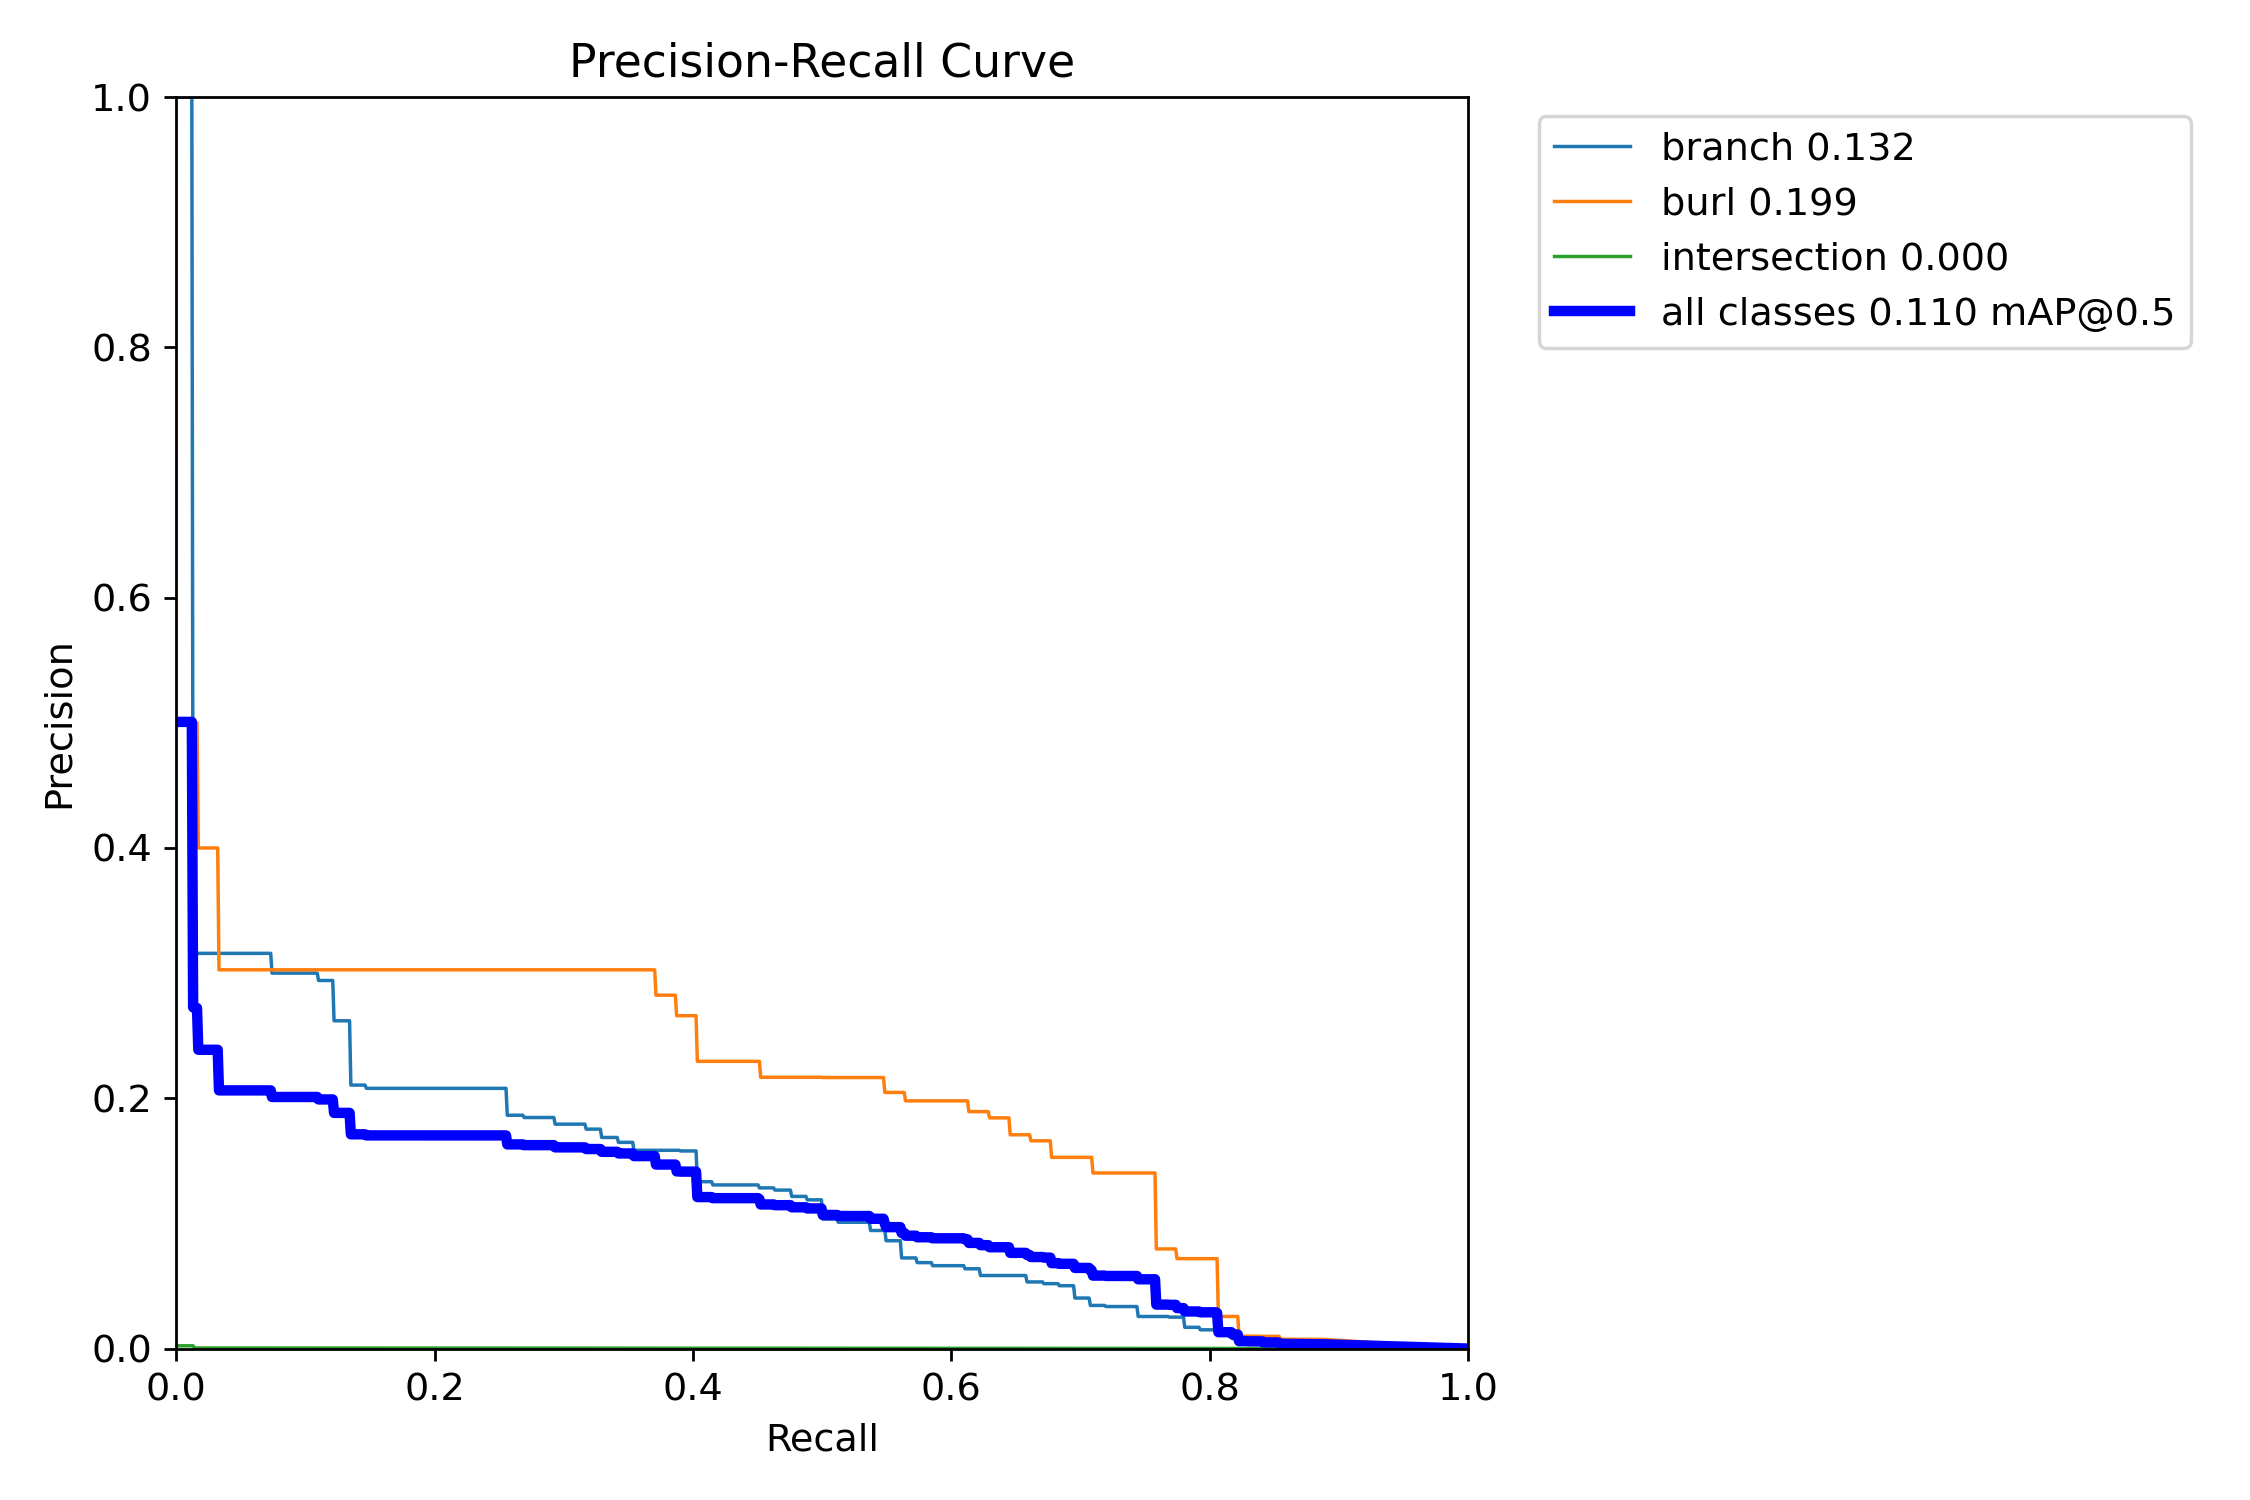 Precision-Recall Curve
1.0
0.8
0.6
0.4
0.2
0.0
Precision
0.0 0.2 0.4 0.6 0.8 1.0
Recall
branch 0.132
burl 0.199
intersection 0.000
all classes 0.110 mAP@0.5